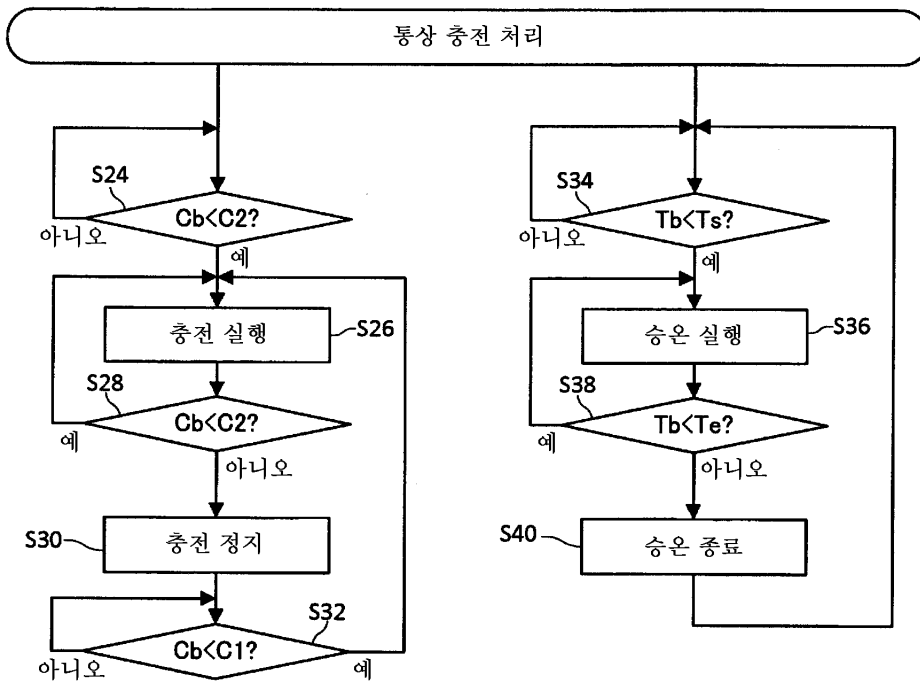 통상 충전 처리
S24
Cb<C2?
아니오
예
충전 실행
S26
S28
Cb<C2?
예
아니오
S30
충전 정지
S32
Cb<C1?
아니오
예
S34
Tb<Ts?
아니오
예
승온 실행
S36
S38
Tb<Te?
예
아니오
S40
승온 종료